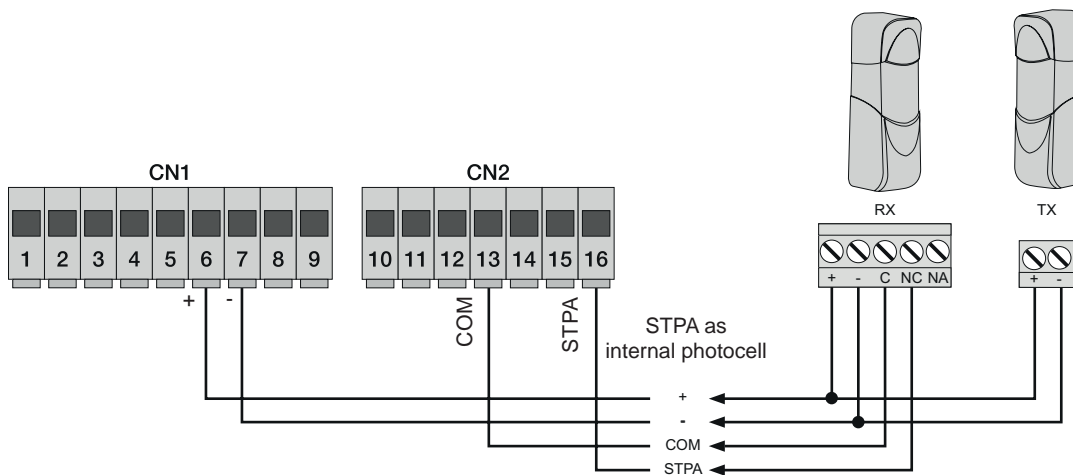 RX
TX
CN1
CN2
1 2 3 4 5 6 7 8 9
10 11 12 13 14 15 16
+ - C NC NA
+ -
+ -
COM
STPA
STPA as
internal photocell
+
-
COM
STPA